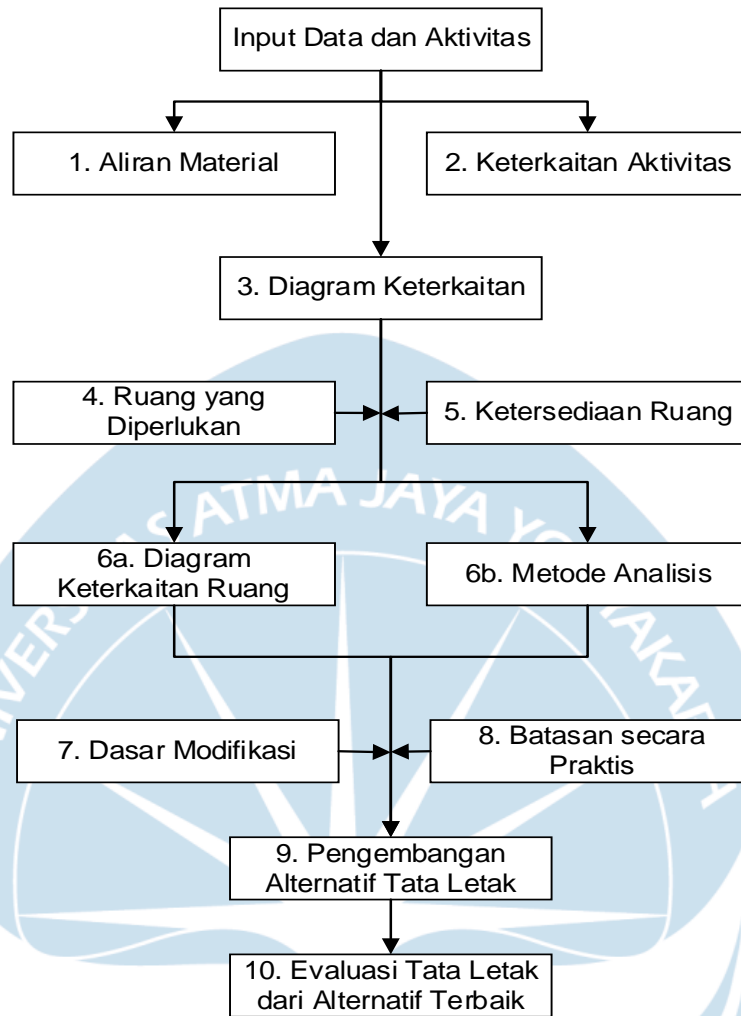 Input Data dan Aktivitas
1. Aliran Material
2. Keterkaitan Aktivitas
3. Diagram Keterkaitan
4. Ruang yang
Diperlukan
5. Ketersediaan Ruang
6a. Diagram
Keterkaitan Ruang
6b. Metode Analisis
7. Dasar Modifikasi
8. Batasan secara
Praktis
9. Pengembangan
Alternatif Tata Letak
10. Evaluasi Tata Letak
dari Alternatif Terbaik
ATMA JAYA